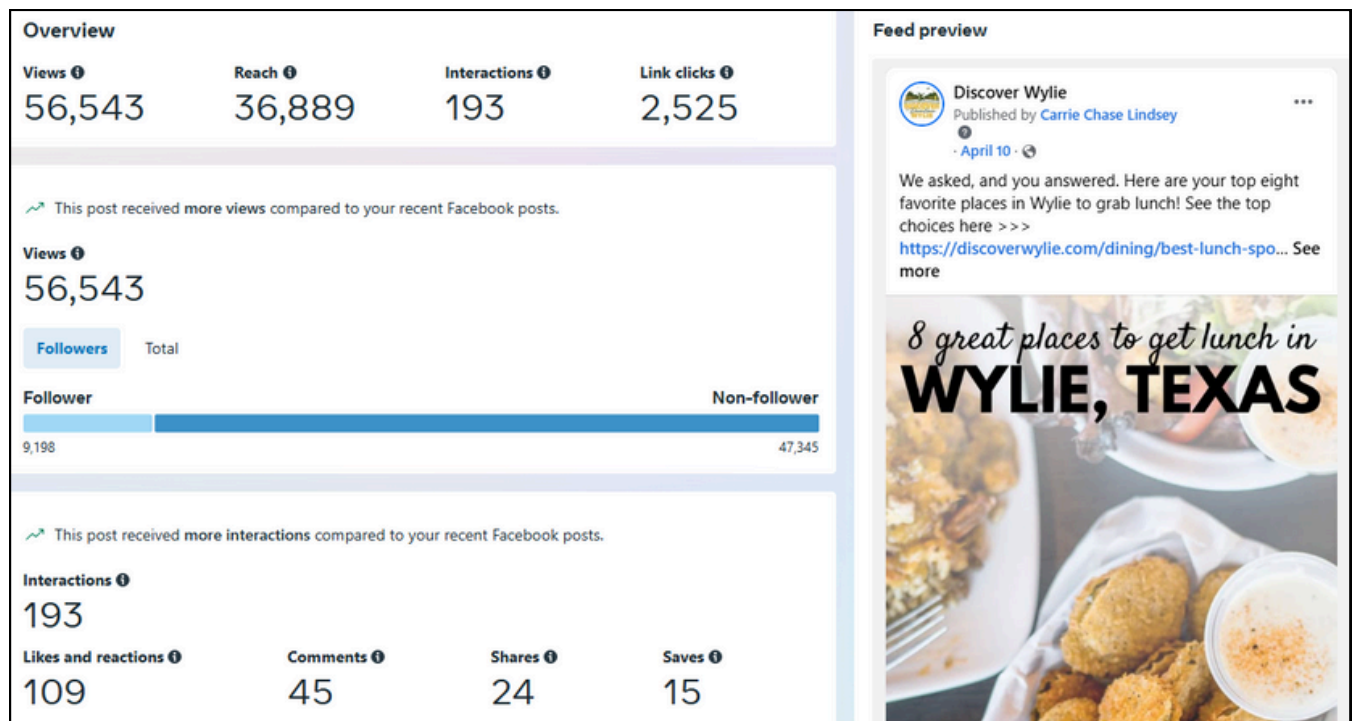 Overview
Views
Reach
Interactions
Link clicks
56,543
36,889
193
2,525
This post received more views compared to your recent Facebook posts.
Views
56,543
Followers
Total
Follower
Non-follower
9,198
47,345
This post received more interactions compared to your recent Facebook posts.
Interactions
193
Likes and reactions
Comments
Shares
Saves
109
45
24
15
Feed preview
Discover Wylie
Published by Carrie Chase Lindsey
· April 10 ·
We asked, and you answered. Here are your top eight
favorite places in Wylie to grab lunch! See the top
choices here >>>
https://discoverwylie.com/dining/best-lunch-spo... See
more
8 great places to get lunch in
WYLIE, TEXAS